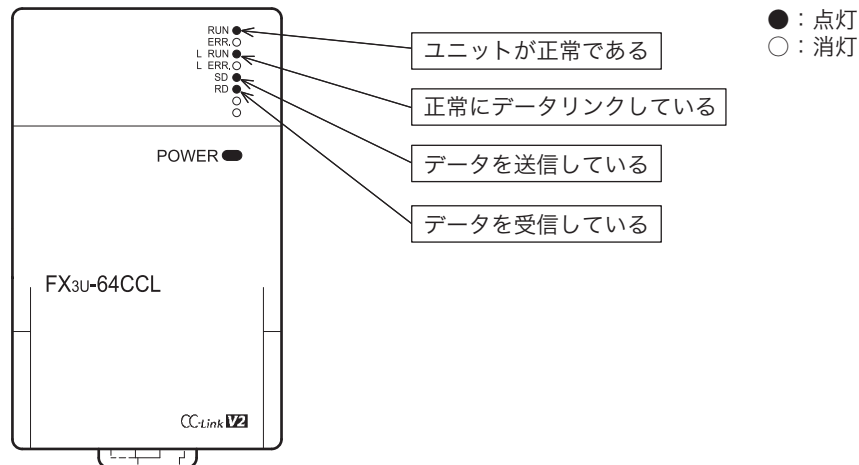 RUN
ERR.
L RUN
L ERR.
SD
RD
POWER
FX3U-64CCL
CC-Link V2
ユニットが正常である
正常にデータリンクしている
データを送信している
データを受信している
●：点灯
○：消灯